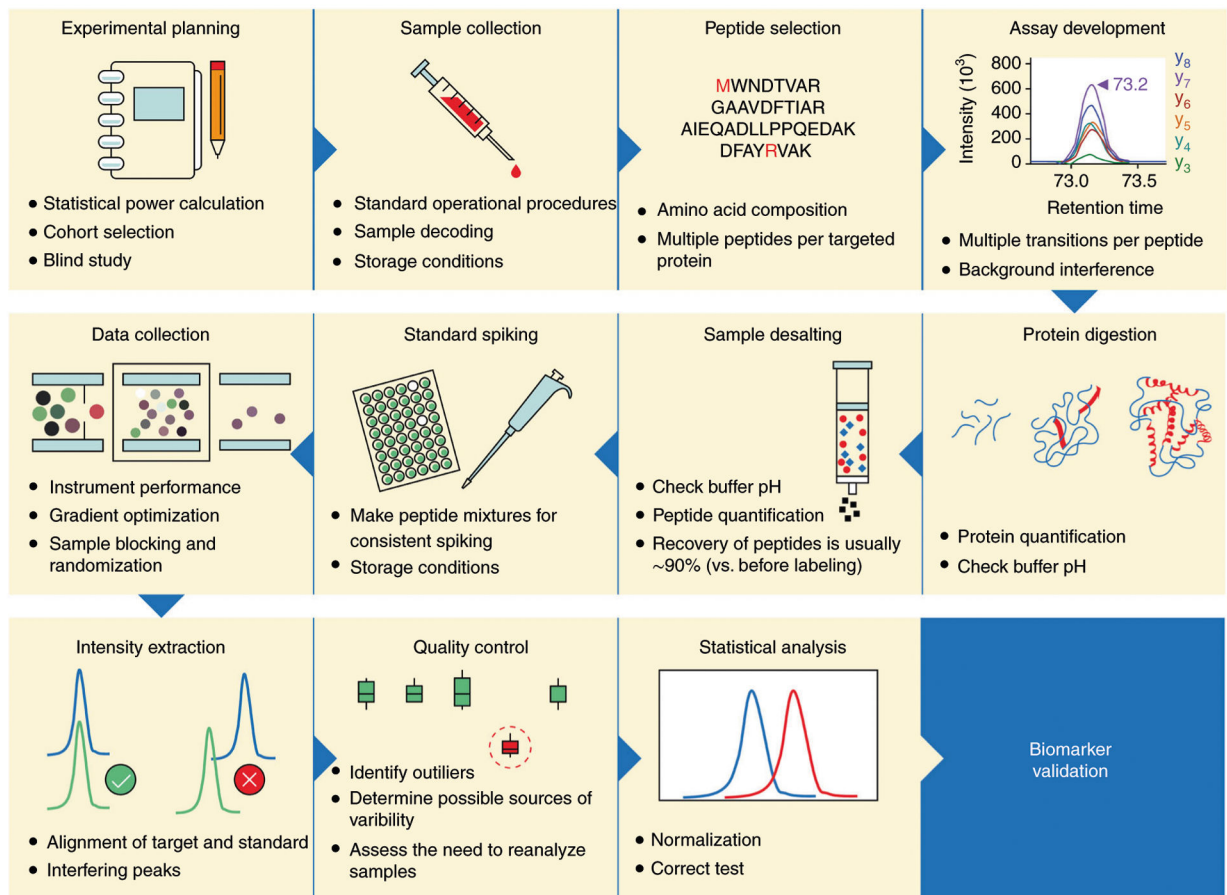 Experimental planning
● Statistical power calculation
● Cohort selection
● Blind study
Sample collection
● Standard operational procedures
● Sample decoding
● Storage conditions
Peptide selection
MWNDTVAR
GAAVDFTIAR
AIEQADLLPPQEDAK
DFAYRVAK
● Amino acid composition
● Multiple peptides per targeted
protein
Assay development
Intensity (10³)
800
600
400
200
0
73.2
y₈
y₇
y₆
y₅
y₄
y₃
73.0 73.5
Retention time
● Multiple transitions per peptide
● Background interference
Protein digestion
● Protein quantification
● Check buffer pH
Sample desalting
● Check buffer pH
● Peptide quantification
● Recovery of peptides is usually
~90% (vs. before labeling)
Standard spiking
● Make peptide mixtures for
consistent spiking
● Storage conditions
Data collection
● Instrument performance
● Gradient optimization
● Sample blocking and
randomization
Intensity extraction
● Alignment of target and standard
● Interfering peaks
Quality control
● Identify outiliers
● Determine possible sources of
varibility
● Assess the need to reanalyze
samples
Statistical analysis
● Normalization
● Correct test
Biomarker
validation